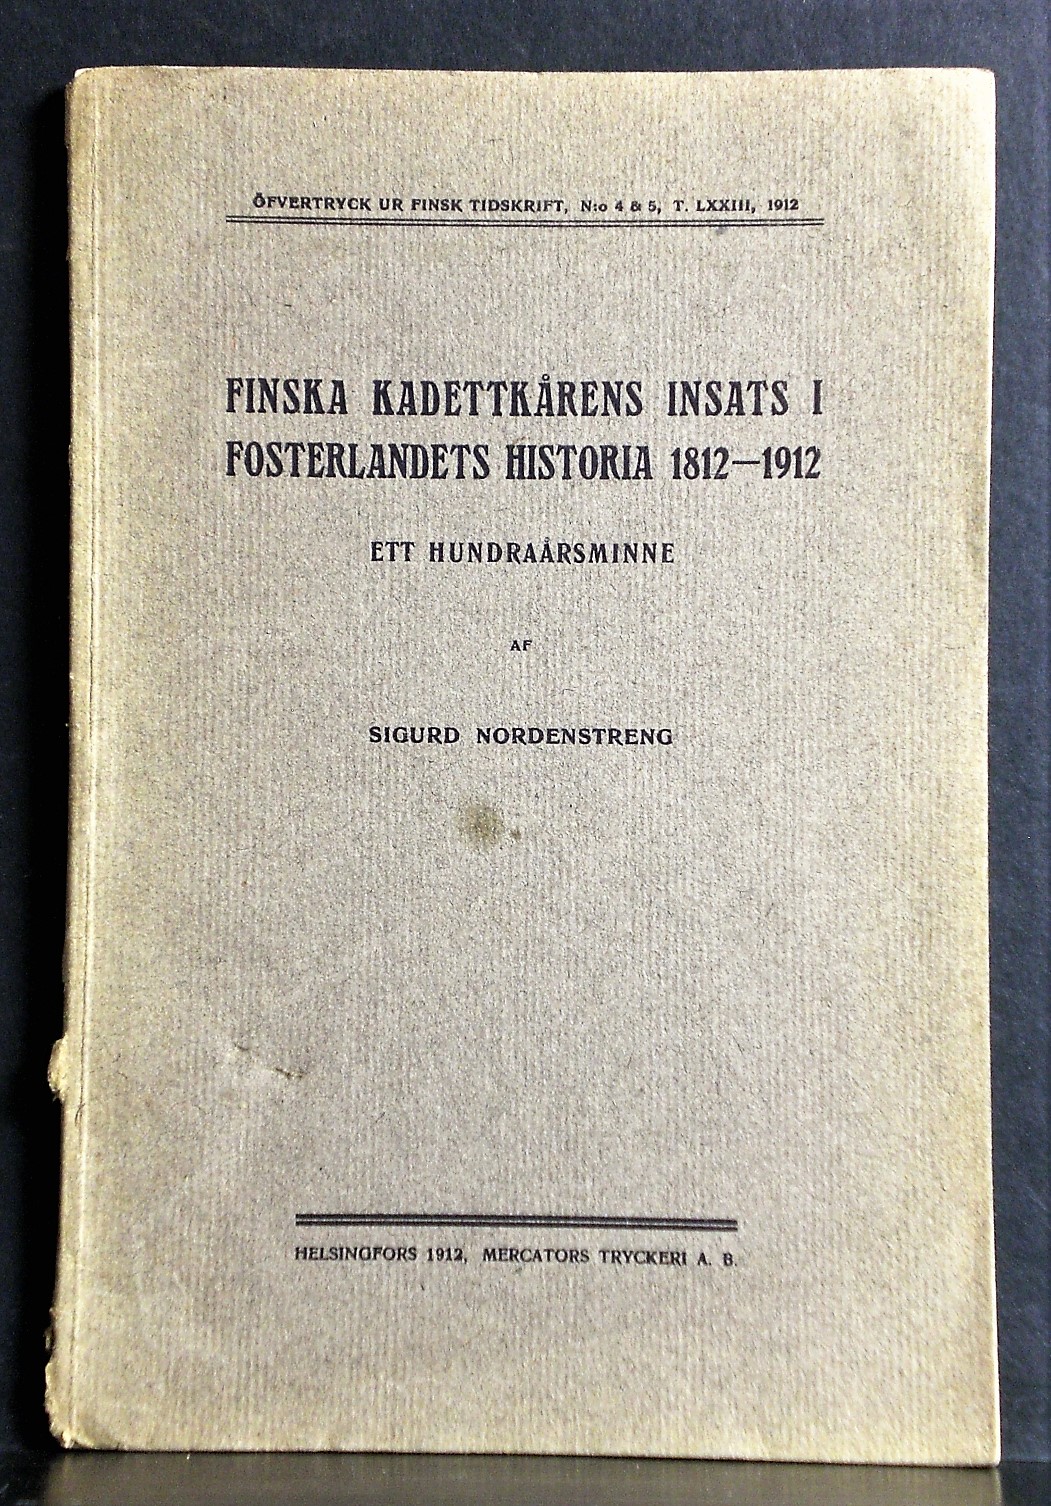 ÖFVERTRYCK UR FINSK TIDSKRIFT, N:o 4 & 5, T. LXXIII, 1912
FINSKA KADETTKÅRENS INSATS I
FOSTERLANDETS HISTORIA 1812—1912
ETT HUNDRAÅRSMINNE
AF
SIGURD NORDENSTRENG
HELSINGFORS 1912, MERCATORS TRYCKERI A. B.